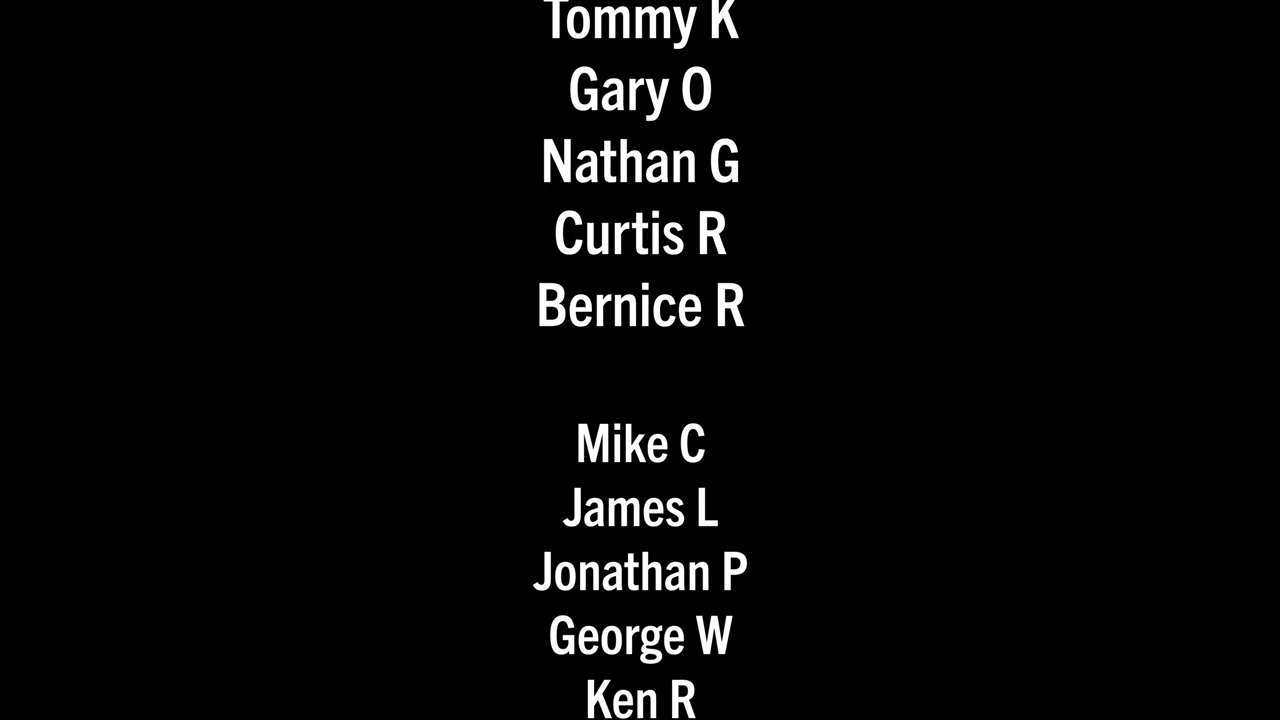 Tommy K
Gary O
Nathan G
Curtis R
Bernice R
Mike C
James L
Jonathan P
George W
Ken R